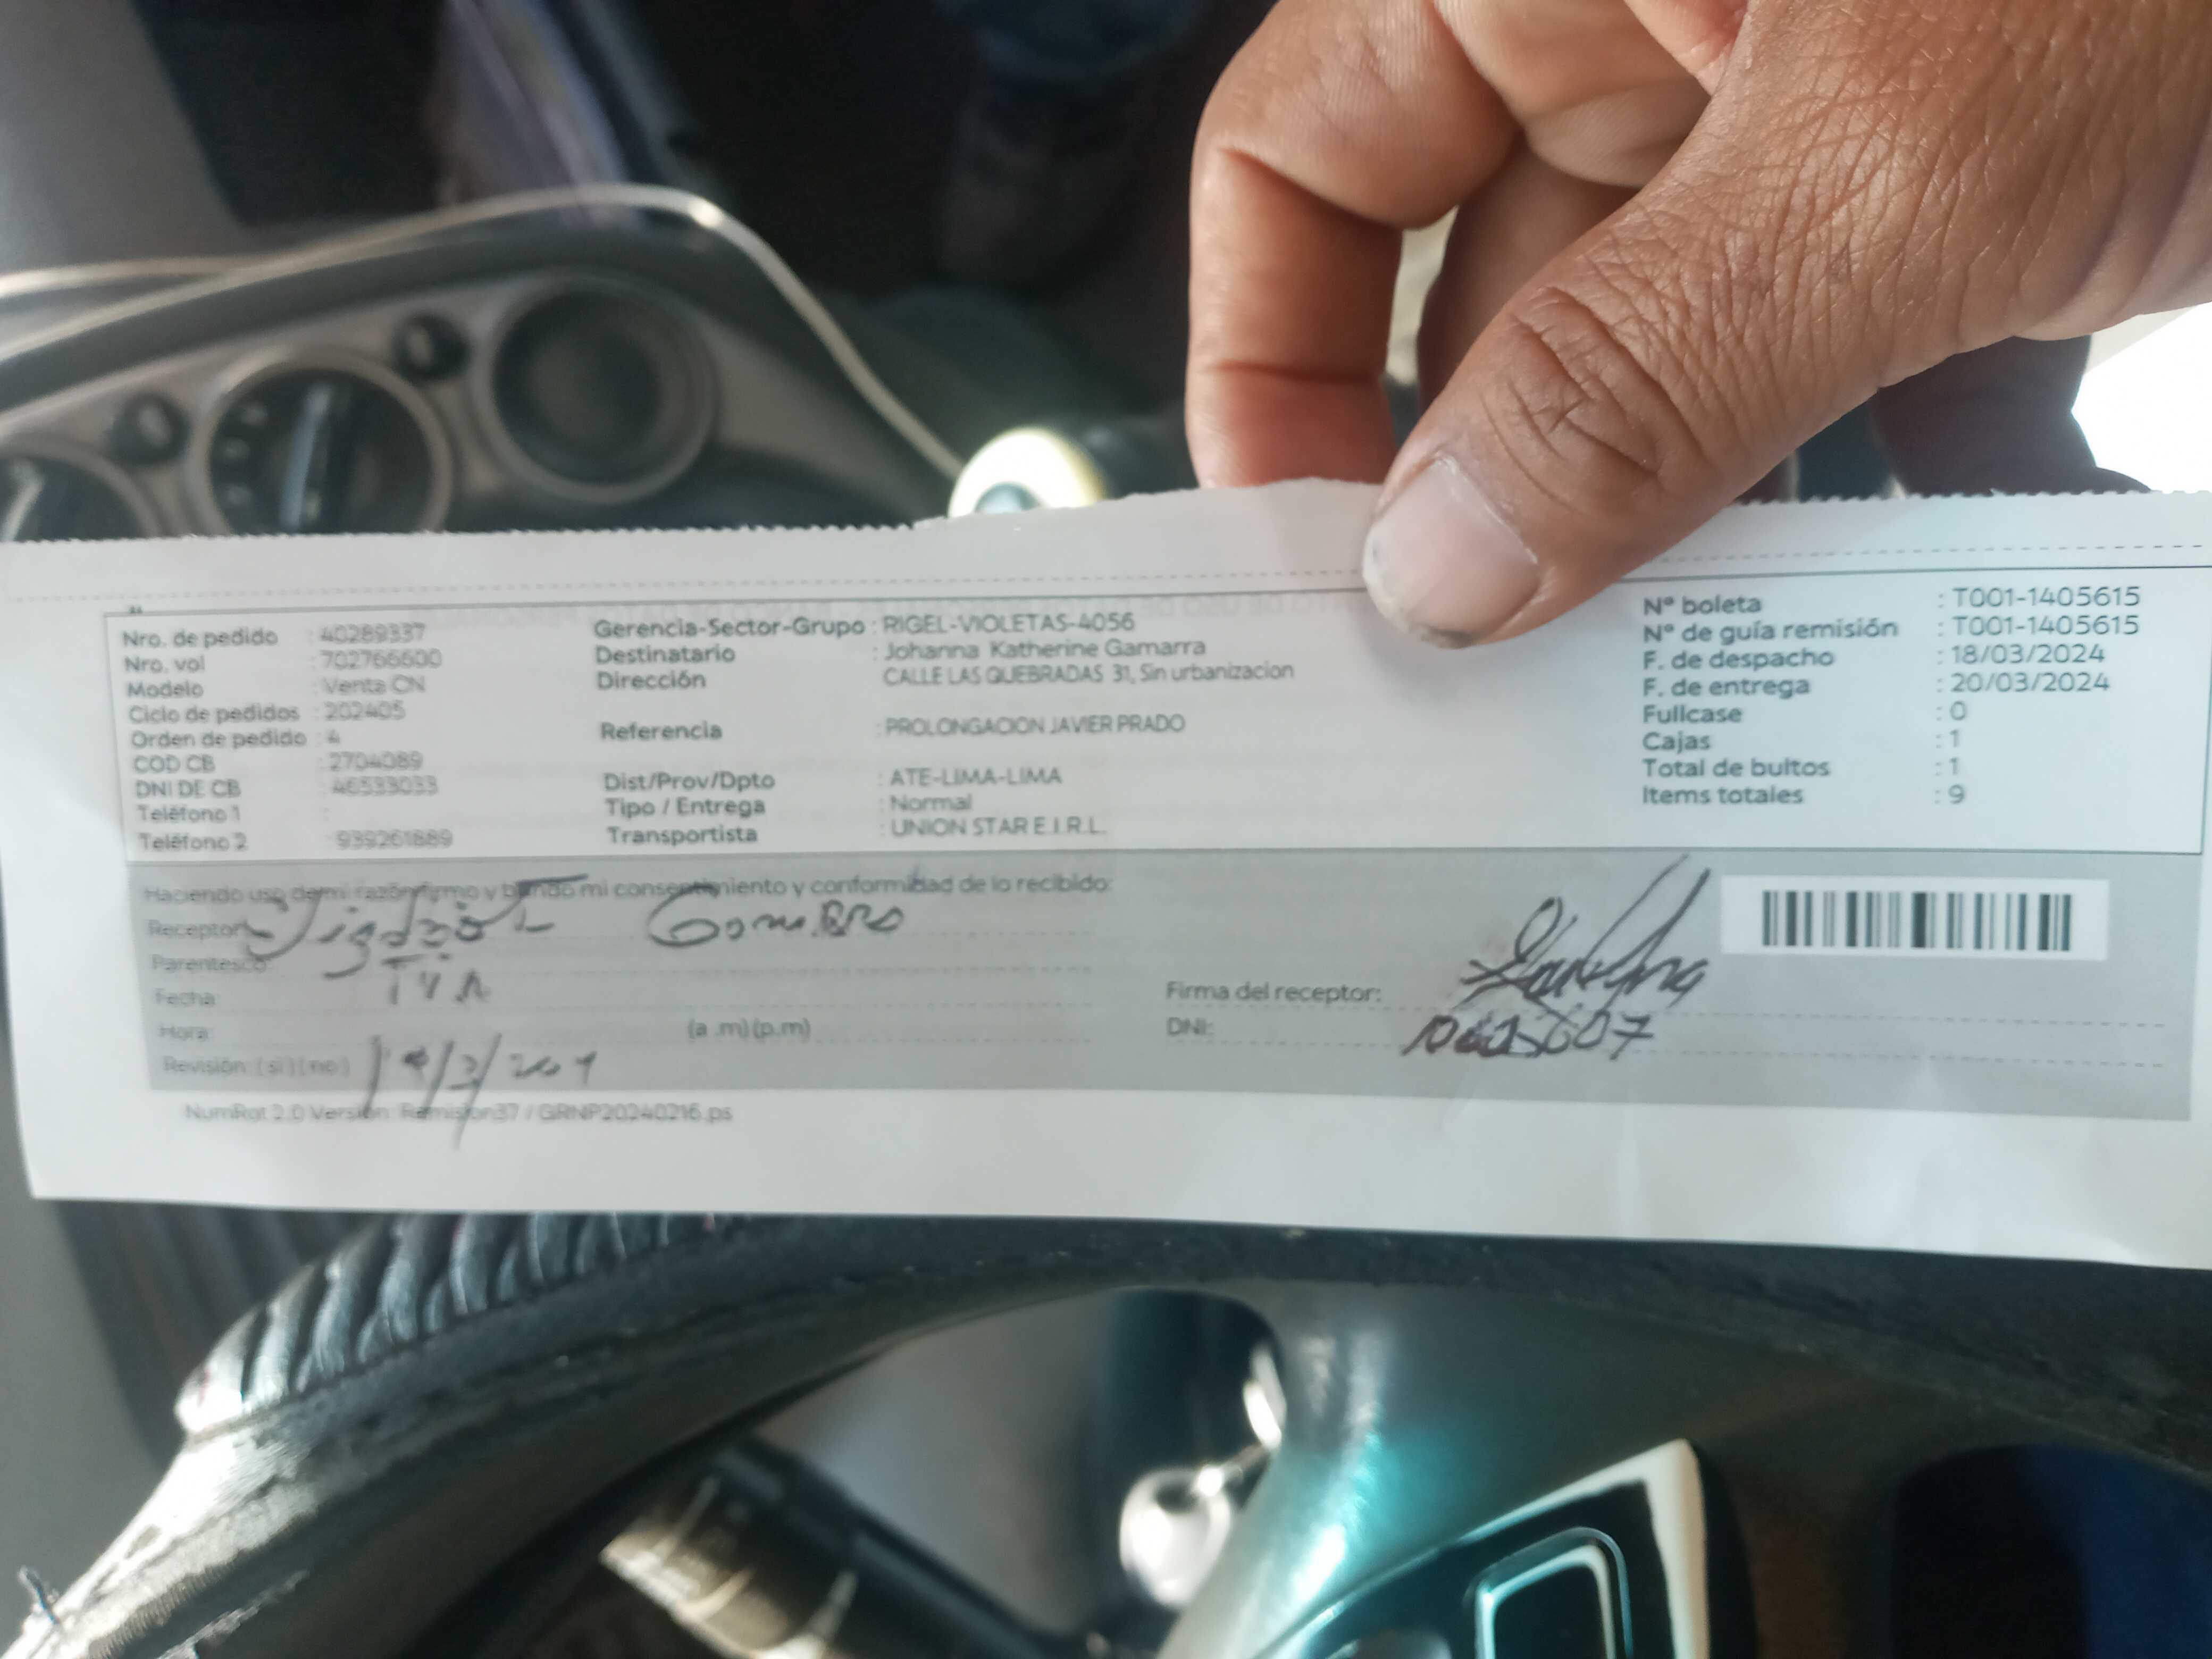 Nro. de pedido : 40289337
Nro. vol : 702766600
Modelo : Venta CN
Ciclo de pedidos : 202405
Orden de pedido : 4
COD CB : 2704089
DNI DE CB : 46533033
Teléfono 1 :
Teléfono 2 : 939261889
Gerencia-Sector-Grupo : RIGEL-VIOLETAS-4056
Destinatario : Johanna Katherine Gamarra
Dirección CALLE LAS QUEBRADAS 31, Sin urbanizacion
Referencia : PROLONGACION JAVIER PRADO
Dist/Prov/Dpto : ATE-LIMA-LIMA
Tipo / Entrega : Normal
Transportista : UNION STAR E.I.R.L.
Nº boleta : T001-1405615
Nº de guía remisión : T001-1405615
F. de despacho : 18/03/2024
F. de entrega : 20/03/2024
Fullcase : 0
Cajas : 1
Total de bultos : 1
Items totales : 9
Haciendo uso de mi razón firmo y brindo mi consentimiento y conformidad de lo recibido:
Receptor:
Parentesco:
Fecha:
Hora: (a .m) (p.m)
Revisión: ( si ) ( no )
Firma del receptor:
DNI:
NumRot 2.0 Version: Remision37 / GRNP20240216.ps